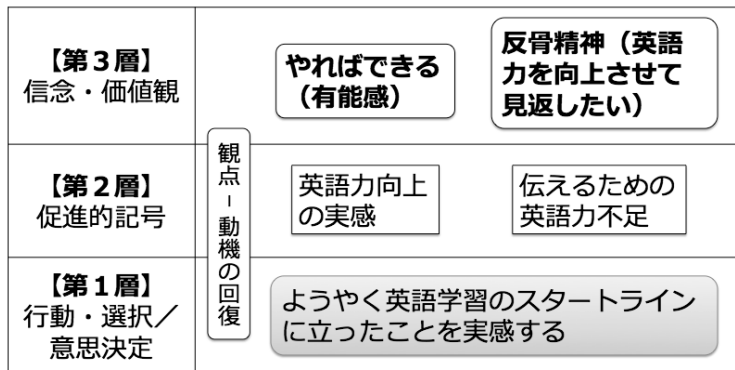 【第３層】
信念・価値観
やればできる
（有能感）
反骨精神（英語
力を向上させて
見返したい）
観点－動機の回復
【第２層】
促進的記号
英語力向上
の実感
伝えるための
英語力不足
【第１層】
行動・選択／
意思決定
ようやく英語学習のスタートライン
に立ったことを実感する